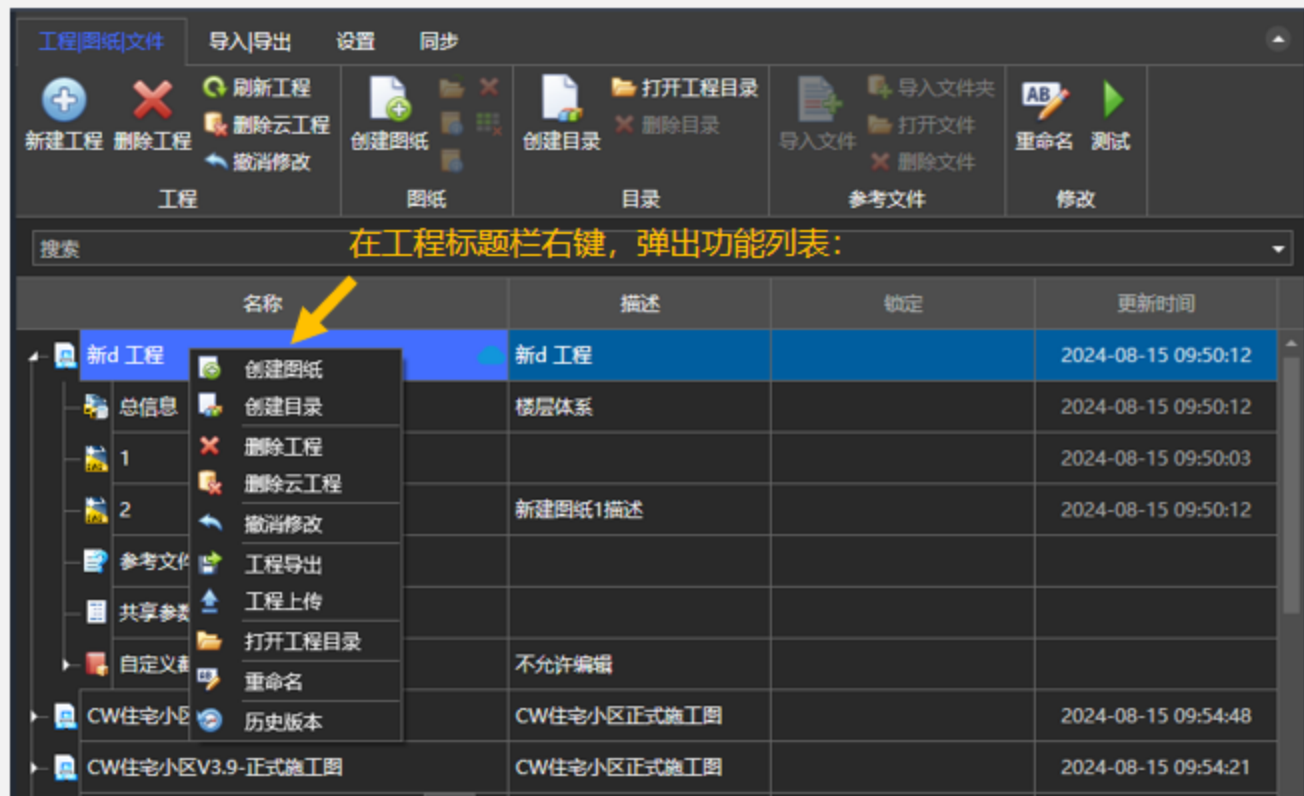 工程|图纸|文件 导入|导出 设置 同步
新建工程 删除工程 刷新工程 删除云工程 撤消修改
创建图纸
创建目录 打开工程目录 删除目录
导入文件 导入文件夹 打开文件 删除文件
重命名 测试
工程 图纸 目录 参考文件 修改
搜索
在工程标题栏右键，弹出功能列表：
名称 描述 锁定 更新时间
新d 工程 新d 工程 2024-08-15 09:50:12
总信息 楼层体系 2024-08-15 09:50:12
1 2024-08-15 09:50:03
2 新建图纸1描述 2024-08-15 09:50:12
参考文件
共享参数
自定义 不允许编辑
CW住宅小区 CW住宅小区正式施工图 2024-08-15 09:54:48
CW住宅小区V3.9-正式施工图 CW住宅小区正式施工图 2024-08-15 09:54:21
创建图纸
创建目录
删除工程
删除云工程
撤消修改
工程导出
工程上传
打开工程目录
重命名
历史版本